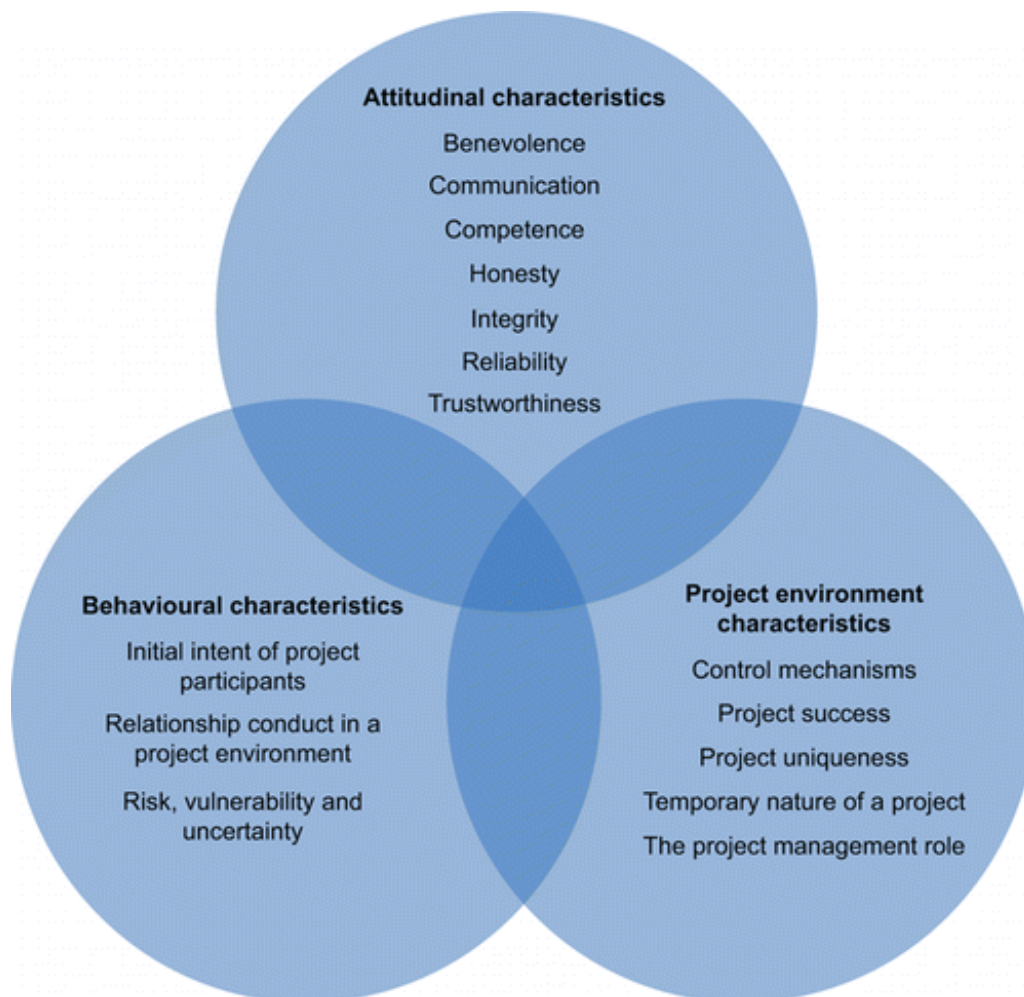 Attitudinal characteristics
Benevolence
Communication
Competence
Honesty
Integrity
Reliability
Trustworthiness
Behavioural characteristics
Initial intent of project
participants
Relationship conduct in a
project environment
Risk, vulnerability and
uncertainty
Project environment
characteristics
Control mechanisms
Project success
Project uniqueness
Temporary nature of a project
The project management role